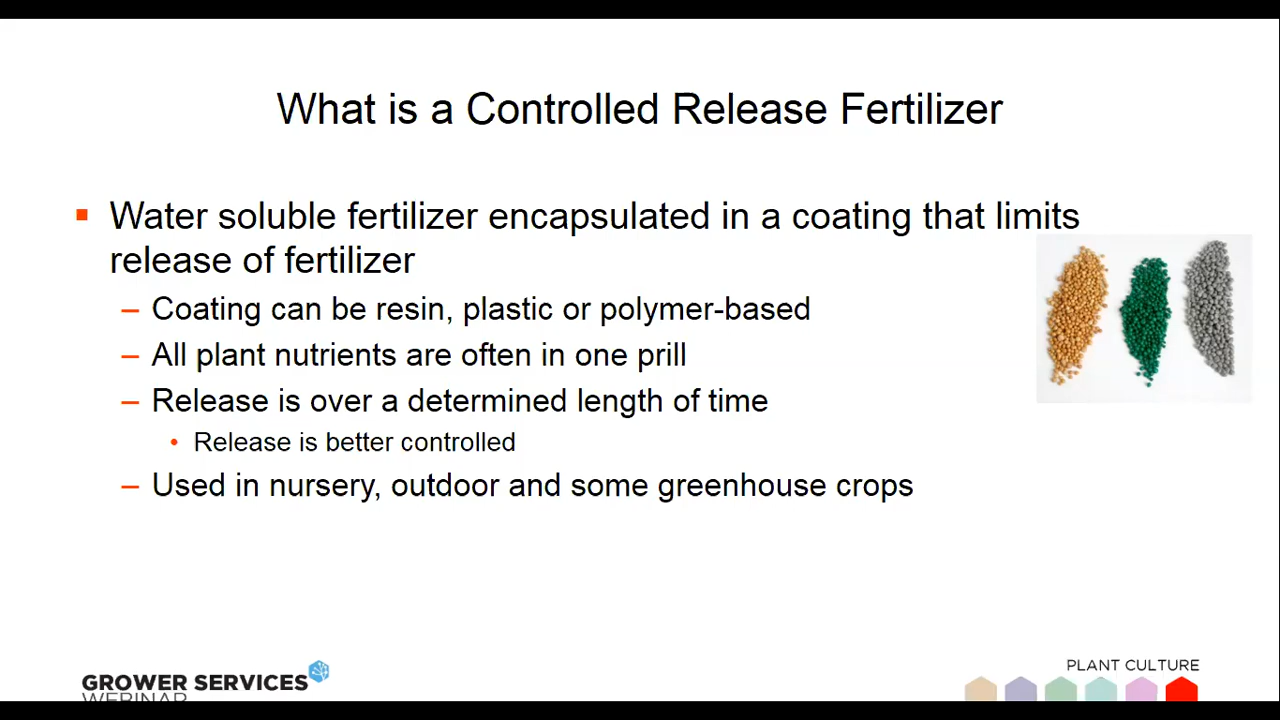 What is a Controlled Release Fertilizer
▪ Water soluble fertilizer encapsulated in a coating that limits
release of fertilizer
– Coating can be resin, plastic or polymer-based
– All plant nutrients are often in one prill
– Release is over a determined length of time
• Release is better controlled
– Used in nursery, outdoor and some greenhouse crops
PLANT CULTURE
GROWER SERVICES
WEBINAR